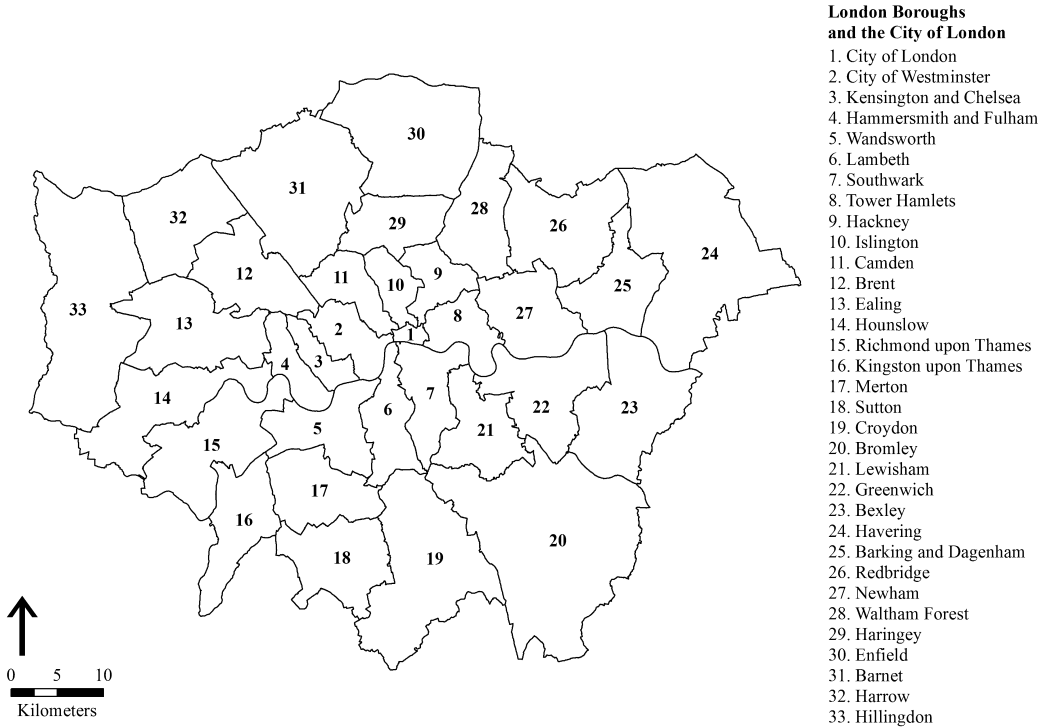 London Boroughs
and the City of London
1. City of London
2. City of Westminster
3. Kensington and Chelsea
4. Hammersmith and Fulham
5. Wandsworth
6. Lambeth
7. Southwark
8. Tower Hamlets
9. Hackney
10. Islington
11. Camden
12. Brent
13. Ealing
14. Hounslow
15. Richmond upon Thames
16. Kingston upon Thames
17. Merton
18. Sutton
19. Croydon
20. Bromley
21. Lewisham
22. Greenwich
23. Bexley
24. Havering
25. Barking and Dagenham
26. Redbridge
27. Newham
28. Waltham Forest
29. Haringey
30. Enfield
31. Barnet
32. Harrow
33. Hillingdon
30
31
28
32
29
26
24
12
11
10
9
25
33
13
2
1
8
27
4
3
14
6
7
22
23
15
5
21
17
16
18
19
20
0 5 10
Kilometers